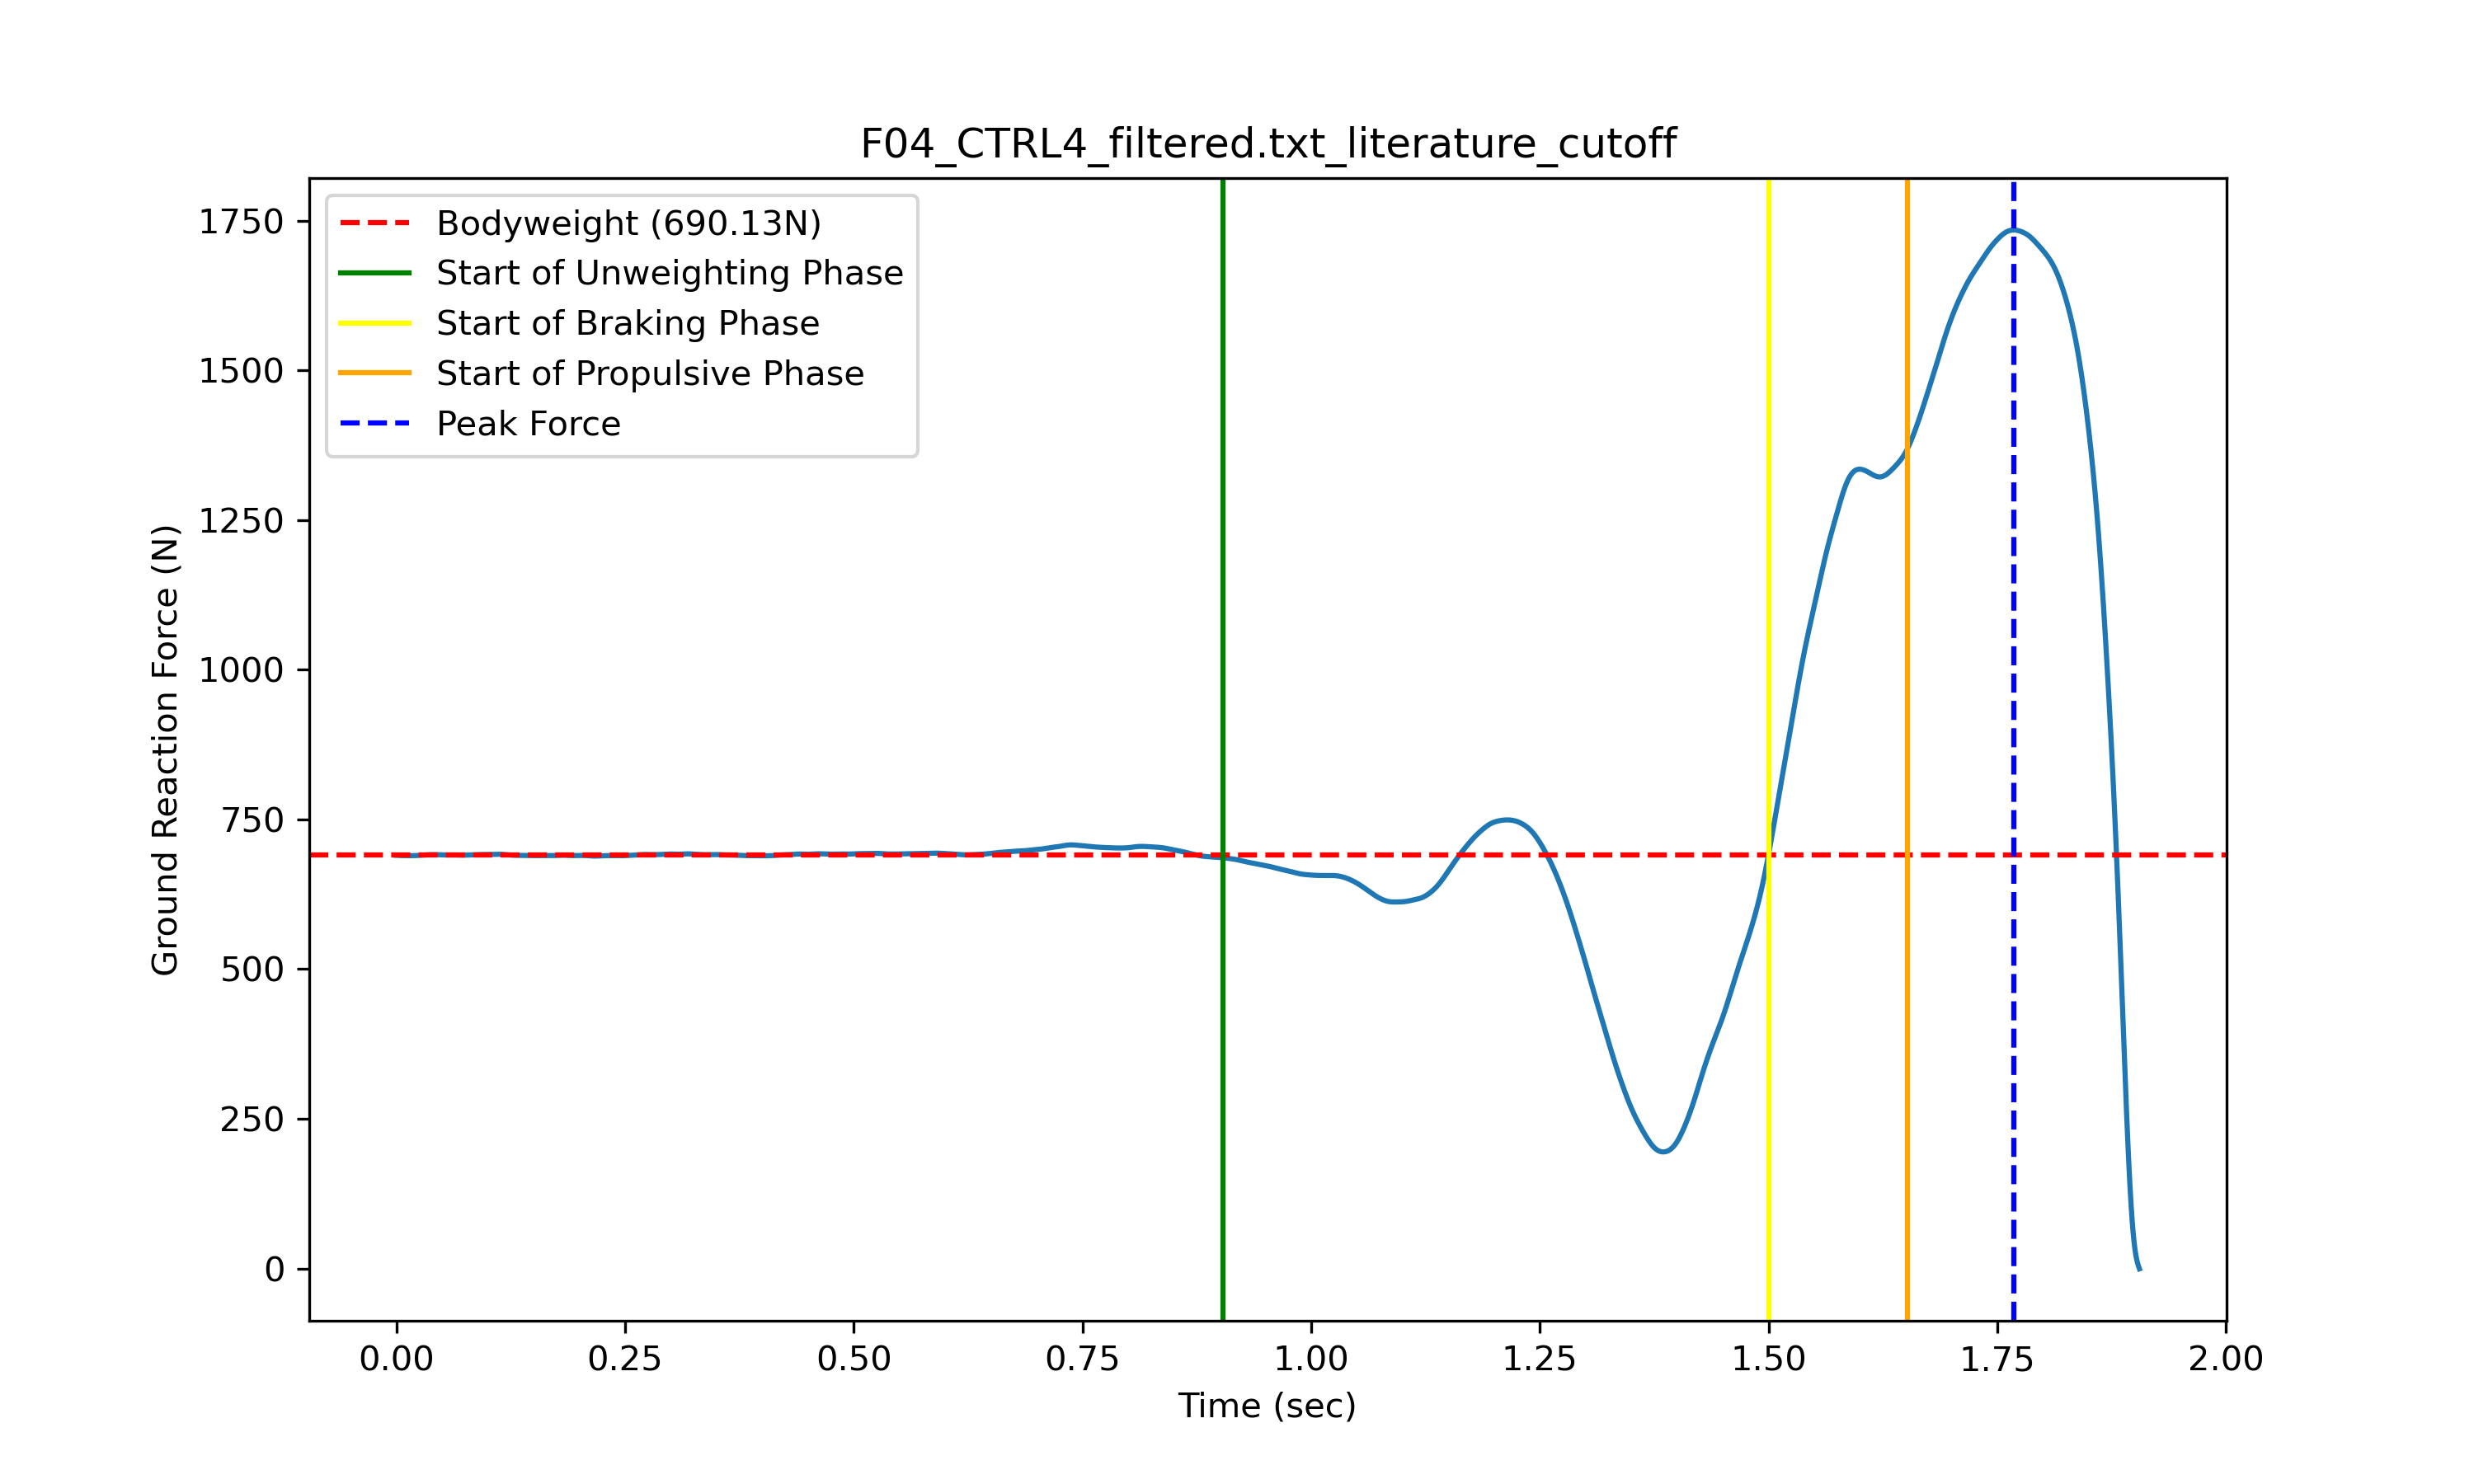 F04_CTRL4_filtered.txt_literature_cutoff
Bodyweight (690.13N)
Start of Unweighting Phase
Start of Braking Phase
Start of Propulsive Phase
Peak Force
Ground Reaction Force (N)
1750
1500
1250
1000
750
500
250
0
0.00 0.25 0.50 0.75 1.00 1.25 1.50 1.75 2.00
Time (sec)